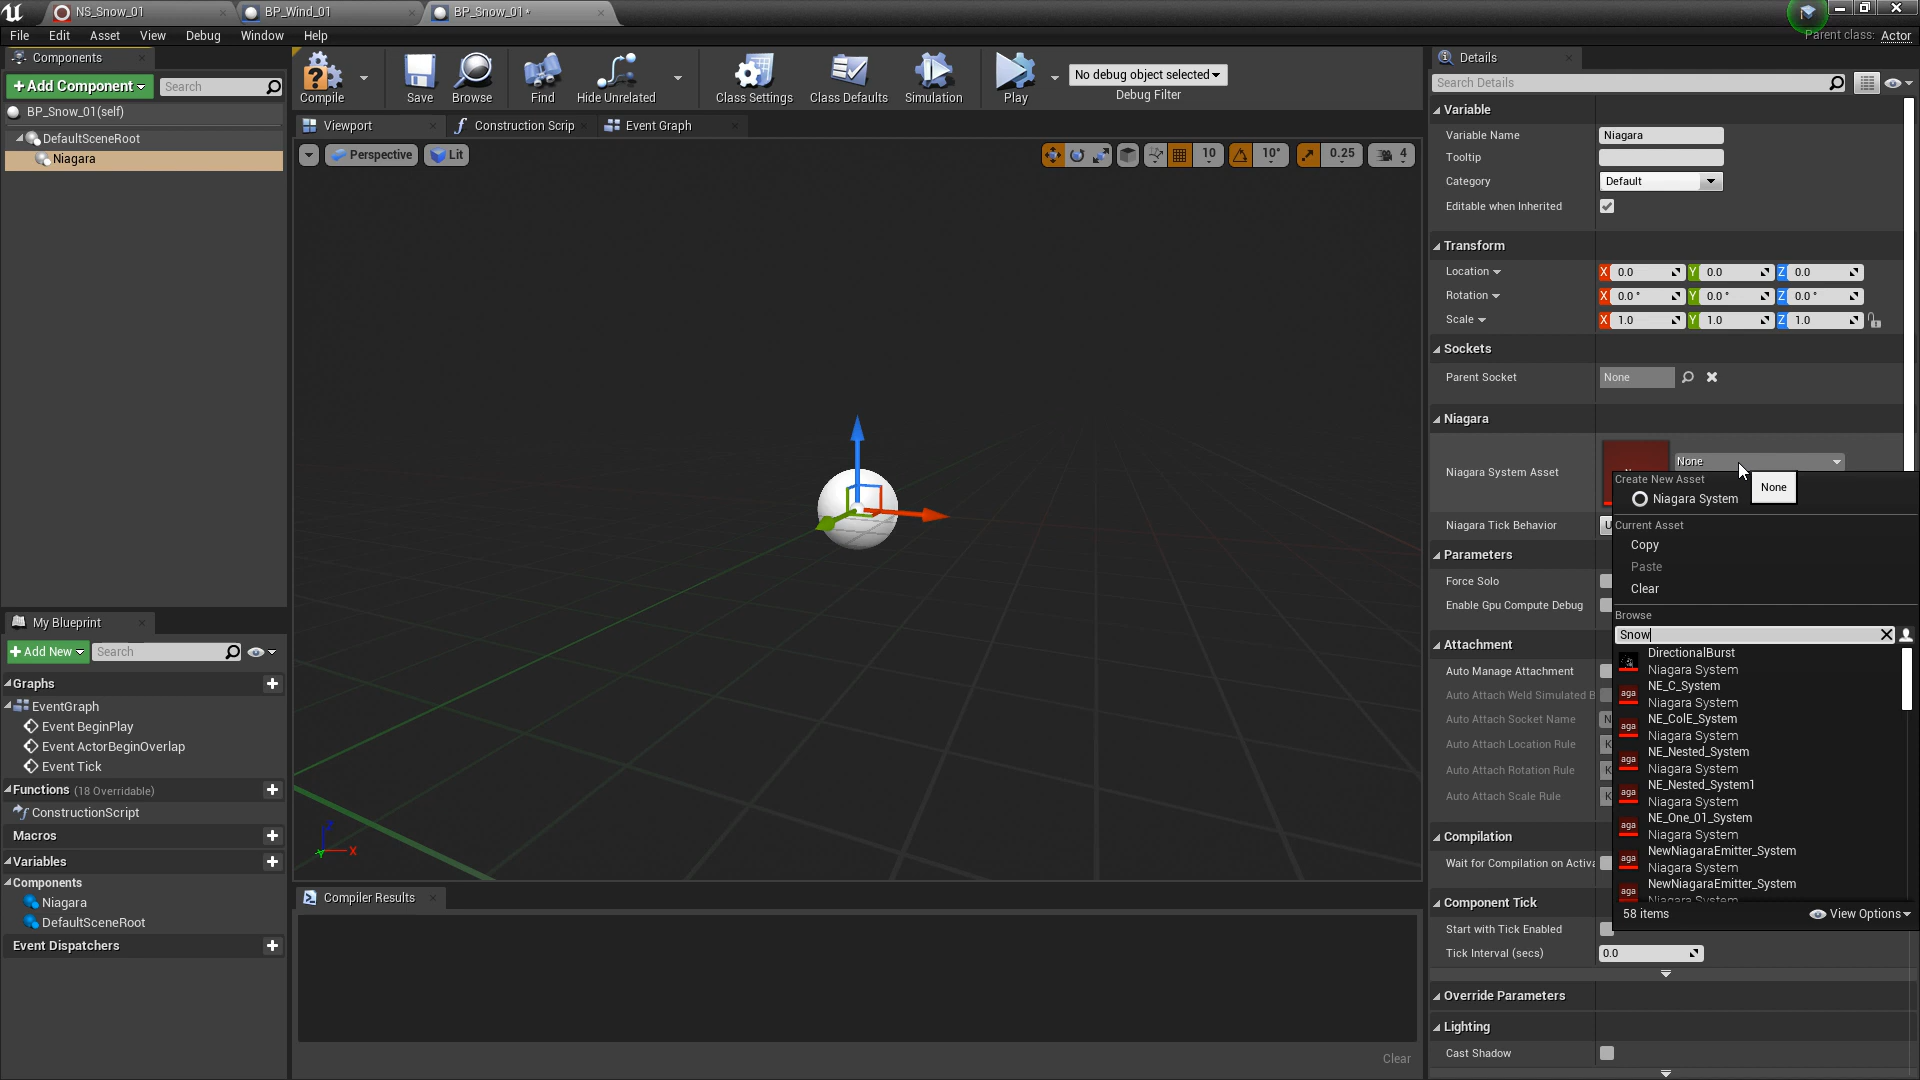 NS_Snow_01
BP_Wind_01
BP_Snow_01*
File Edit Asset View Debug Window Help
Parent class: Actor
Components
+Add Component
Search
BP_Snow_01(self)
DefaultSceneRoot
Niagara
Compile
Save
Browse
Find
Hide Unrelated
Class Settings
Class Defaults
Simulation
Play
No debug object selected
Debug Filter
Viewport
Construction Scrip
Event Graph
Perspective
Lit
10
10°
0.25
4
X
My Blueprint
+Add New
Search
Graphs
EventGraph
Event BeginPlay
Event ActorBeginOverlap
Event Tick
Functions (18 Overridable)
ConstructionScript
Macros
Variables
Components
Niagara
DefaultSceneRoot
Event Dispatchers
Compiler Results
Clear
Details
Search Details
Variable
Variable Name Niagara
Tooltip
Category Default
Editable when Inherited
Transform
Location X 0.0 Y 0.0 Z 0.0
Rotation X 0.0 ° Y 0.0 ° Z 0.0 °
Scale X 1.0 Y 1.0 Z 1.0
Sockets
Parent Socket None
Niagara
Niagara System Asset None
Niagara Tick Behavior
Parameters
Force Solo
Enable Gpu Compute Debug
Attachment
Auto Manage Attachment
Auto Attach Weld Simulated B
Auto Attach Socket Name N
Auto Attach Location Rule K
Auto Attach Rotation Rule K
Auto Attach Scale Rule K
Compilation
Wait for Compilation on Activa
Component Tick
Start with Tick Enabled
Tick Interval (secs) 0.0
Override Parameters
Lighting
Cast Shadow
Create New Asset
None
Niagara System
Current Asset
Copy
Paste
Clear
Browse
Snow
DirectionalBurst
Niagara System
aga NE_C_System
Niagara System
aga NE_ColE_System
Niagara System
aga NE_Nested_System
Niagara System
aga NE_Nested_System1
Niagara System
aga NE_One_01_System
Niagara System
aga NewNiagaraEmitter_System
Niagara System
aga NewNiagaraEmitter_System
Niagara System
58 items
View Options